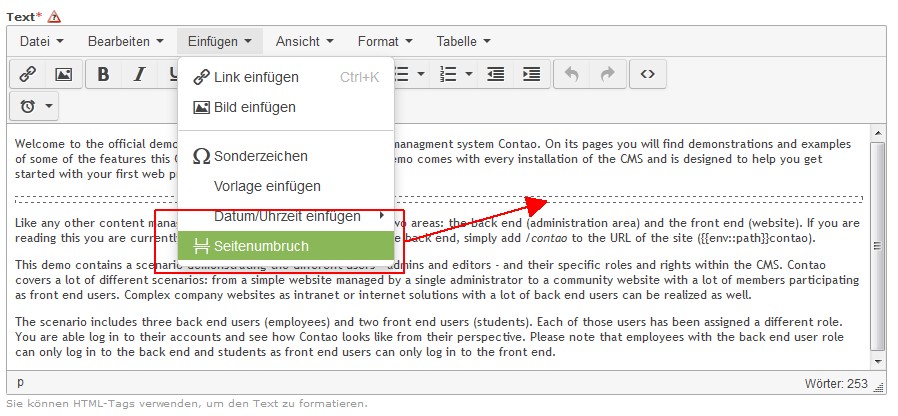 Text*
Datei Bearbeiten Einfügen Ansicht Format Tabelle
Link einfügen Ctrl+K
B I U
Bild einfügen
Sonderzeichen
Vorlage einfügen
Datum/Uhrzeit einfügen
Seitenumbruch
Welcome to the official demo managment system Contao. On its pages you will find demonstrations and examples
of some of the features this C emo comes with every installation of the CMS and is designed to help you get
started with your first web p
Like any other content mana wo areas: the back end (administration area) and the front end (website). If you are
reading this you are currently e back end, simply add /contao to the URL of the site ({{env::path}}contao).
This demo contains a scenario demonstrating the different users - admins and editors - and their specific roles and rights within the CMS. Contao
covers a lot of different scenarios: from a simple website managed by a single administrator to a community website with a lot of members participating
as front end users. Complex company websites as intranet or internet solutions with a lot of back end users can be realized as well.
The scenario includes three back end users (employees) and two front end users (students). Each of those users has been assigned a different role.
You are able log in to their accounts and see how Contao looks like from their perspective. Please note that employees with the back end user role
can only log in to the back end and students as front end users can only log in to the front end.
p Wörter: 253
Sie können HTML-Tags verwenden, um den Text zu formatieren.